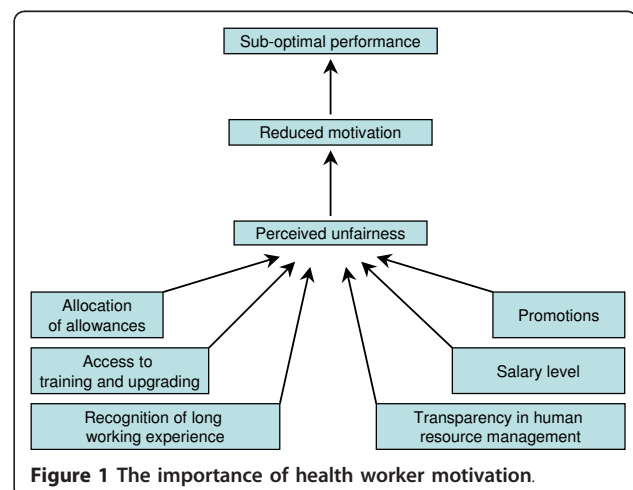 Sub-optimal performance
Reduced motivation
Perceived unfairness
Allocation
of allowances
Promotions
Access to
training and upgrading
Salary level
Recognition of long
working experience
Transparency in human
resource management
Figure 1 The importance of health worker motivation.